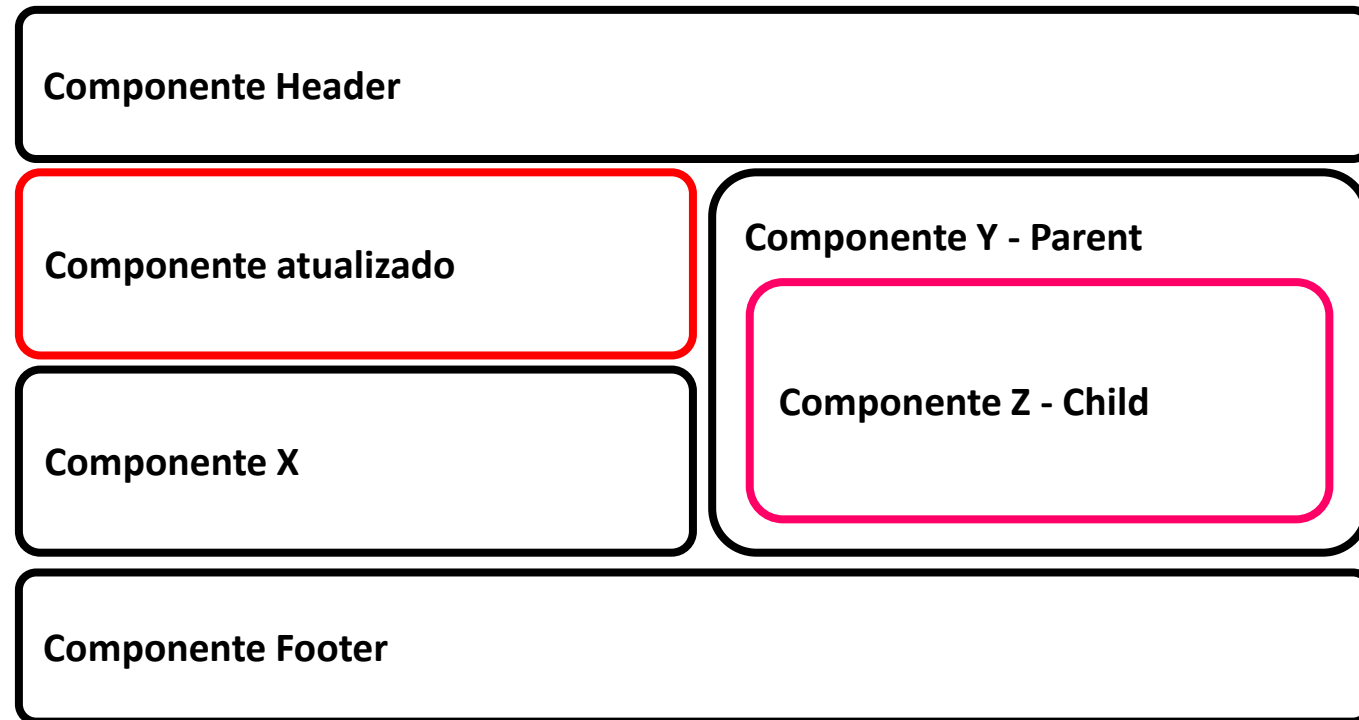 Componente Header
Componente atualizado
Componente Y - Parent
Componente Z - Child
Componente X
Componente Footer